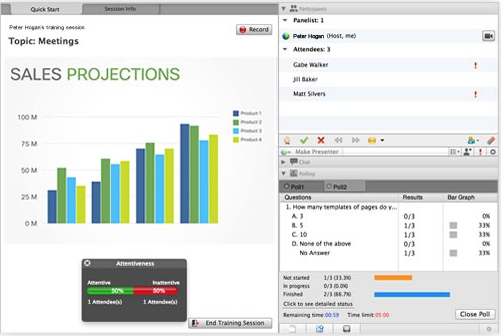 Quick Start
Session Info
Peter Hogan's training session
Record
Topic: Meetings
SALES PROJECTIONS
100 M
75 M
50 M
25 M
0 M
Product 1
Product 2
Product 3
Product 4
Attentiveness
Attentive
Inattentive
50%
50%
1 Attendee(s)
1 Attendee(s)
End Training Session
Participants
Panelist: 1
Peter Hogan (Host, me)
Attendees: 3
Gabe Walker
!
Jill Baker
Matt Silvers
!
Make Presenter
!
Chat
Polling
Poll1
Poll2
Questions
Results
Bar Graph
1. How many templates of pages do y...
A. 3
0/3
0%
B. 5
1/3
33%
C. 10
1/3
33%
D. None of the above
0/3
0%
No Answer
1/3
33%
Not started
1/3 (33.3%)
In progress
0/3 (0.0%)
Finished
2/3 (66.7%)
Click to see detailed status
Remaining time:00:59
Time limit:05:00
Close Poll